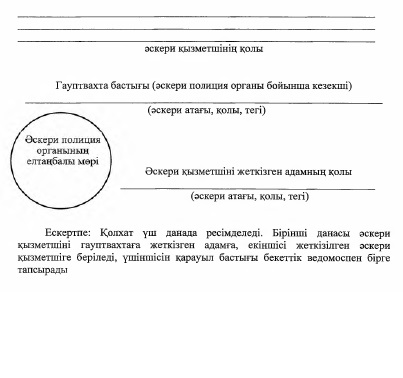 әскери қызметшінің қолы
Гауптвахта бастығы (әскери полиция органы бойынша кезекші)
(әскери атағы, қолы, тегі)
Әскери полиция
органының
елтаңбалы мөрі
Әскери қызметшіні жеткізген адамның қолы
(әскери атағы, қолы, тегі)
Ескертпе: Қолхат үш данада ресімделеді. Бірінші данасы әскери
қызметшіні гауптвахтаға жеткізген адамға, екіншісі жеткізілген әскери
қызметшіге беріледі, үшіншісін қарауыл бастығы бекеттік ведомоспен бірге
тапсырады